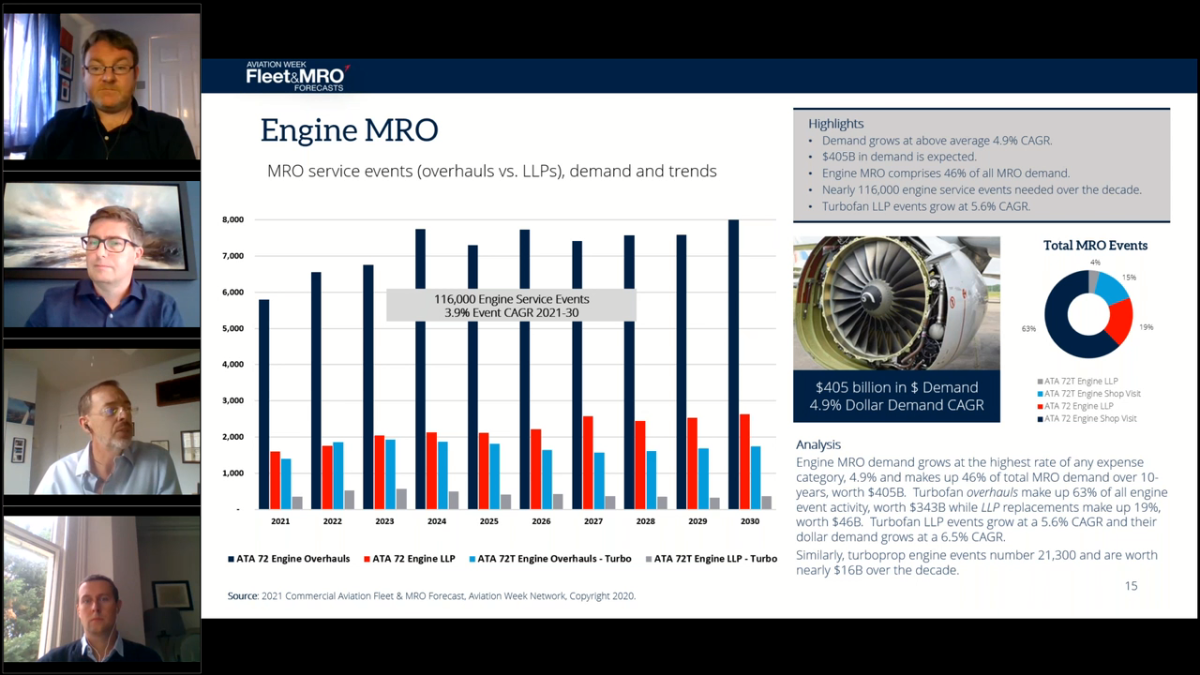 AVIATION WEEK
Fleet&MRO
FORECASTS
Engine MRO
MRO service events (overhauls vs. LLPs), demand and trends
8,000
7,000
6,000
5,000
4,000
3,000
2,000
1,000
-
116,000 Engine Service Events
3.9% Event CAGR 2021-30
2021 2022 2023 2024 2025 2026 2027 2028 2029 2030
ATA 72 Engine Overhauls ATA 72 Engine LLP ATA 72T Engine Overhauls - Turbo ATA 72T Engine LLP - Turbo
Source: 2021 Commercial Aviation Fleet & MRO Forecast, Aviation Week Network, Copyright 2020.
Highlights
• Demand grows at above average 4.9% CAGR.
• $405B in demand is expected.
• Engine MRO comprises 46% of all MRO demand.
• Nearly 116,000 engine service events needed over the decade.
• Turbofan LLP events grow at 5.6% CAGR.
$405 billion in $ Demand
4.9% Dollar Demand CAGR
Total MRO Events
4%
15%
19%
63%
ATA 72T Engine LLP
ATA 72T Engine Shop Visit
ATA 72 Engine LLP
ATA 72 Engine Shop Visit
Analysis
Engine MRO demand grows at the highest rate of any expense
category, 4.9% and makes up 46% of total MRO demand over 10-
years, worth $405B. Turbofan overhauls make up 63% of all engine
event activity, worth $343B while LLP replacements make up 19%,
worth $46B. Turbofan LLP events grow at a 5.6% CAGR and their
dollar demand grows at a 6.5% CAGR.
Similarly, turboprop engine events number 21,300 and are worth
nearly $16B over the decade.
15